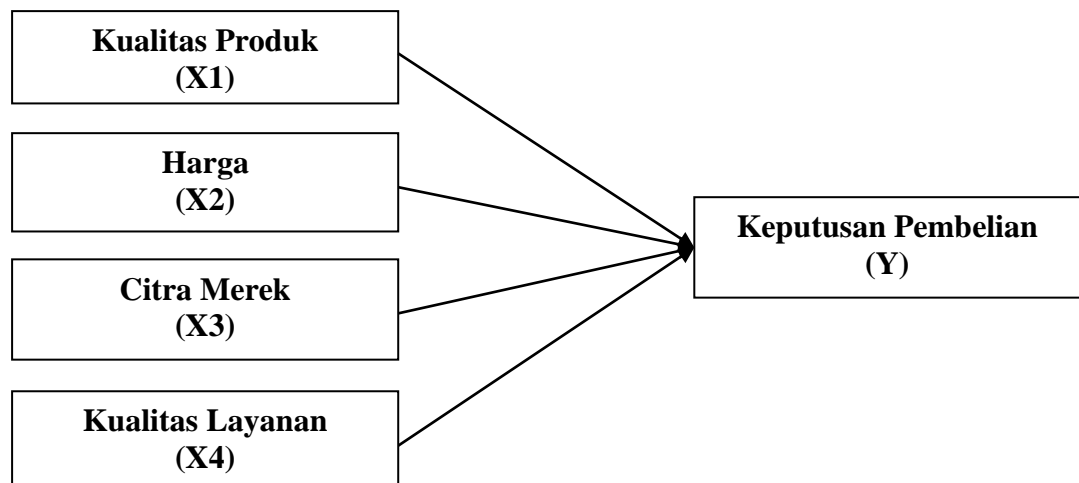 Kualitas Produk
(X1)
Harga
(X2)
Citra Merek
(X3)
Kualitas Layanan
(X4)
Keputusan Pembelian
(Y)